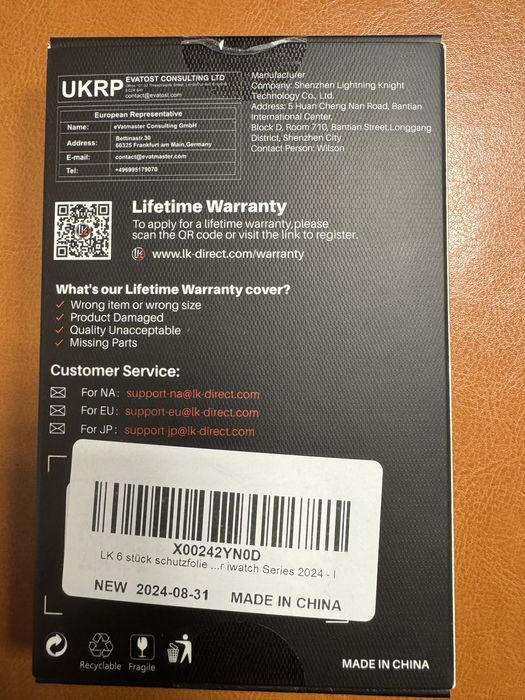 UKRP
EVATOST CONSULTING LTD
contact@evatost.com
European Representative
Name: eVatmaster Consulting GmbH
Address: Bettinastr.30
60325 Frankfurt am Main,Germany
E-mail: contact@evatmaster.com
Tel: +496995179070
Manufacturer
Company: Shenzhen Lightning Knight
Technology Co., Ltd.
Address: 5 Huan Cheng Nan Road, Bantian
International Center,
Block D, Room 710, Bantian Street,Longgang
District, Shenzhen City
Contact Person: Wilson
Lifetime Warranty
To apply for a lifetime warranty,please
scan the QR code or visit the link to register.
LK www.lk-direct.com/warranty
What's our Lifetime Warranty cover?
Wrong item or wrong size
Product Damaged
Quality Unacceptable
Missing Parts
Customer Service:
For NA: support-na@lk-direct.com
For EU: support-eu@lk-direct.com
For JP: support-jp@lk-direct.com
X00242YN0D
LK 6 stück schutzfolie ...r iwatch Series 2024 - l
NEW 2024-08-31 MADE IN CHINA
Recyclable Fragile
MADE IN CHINA